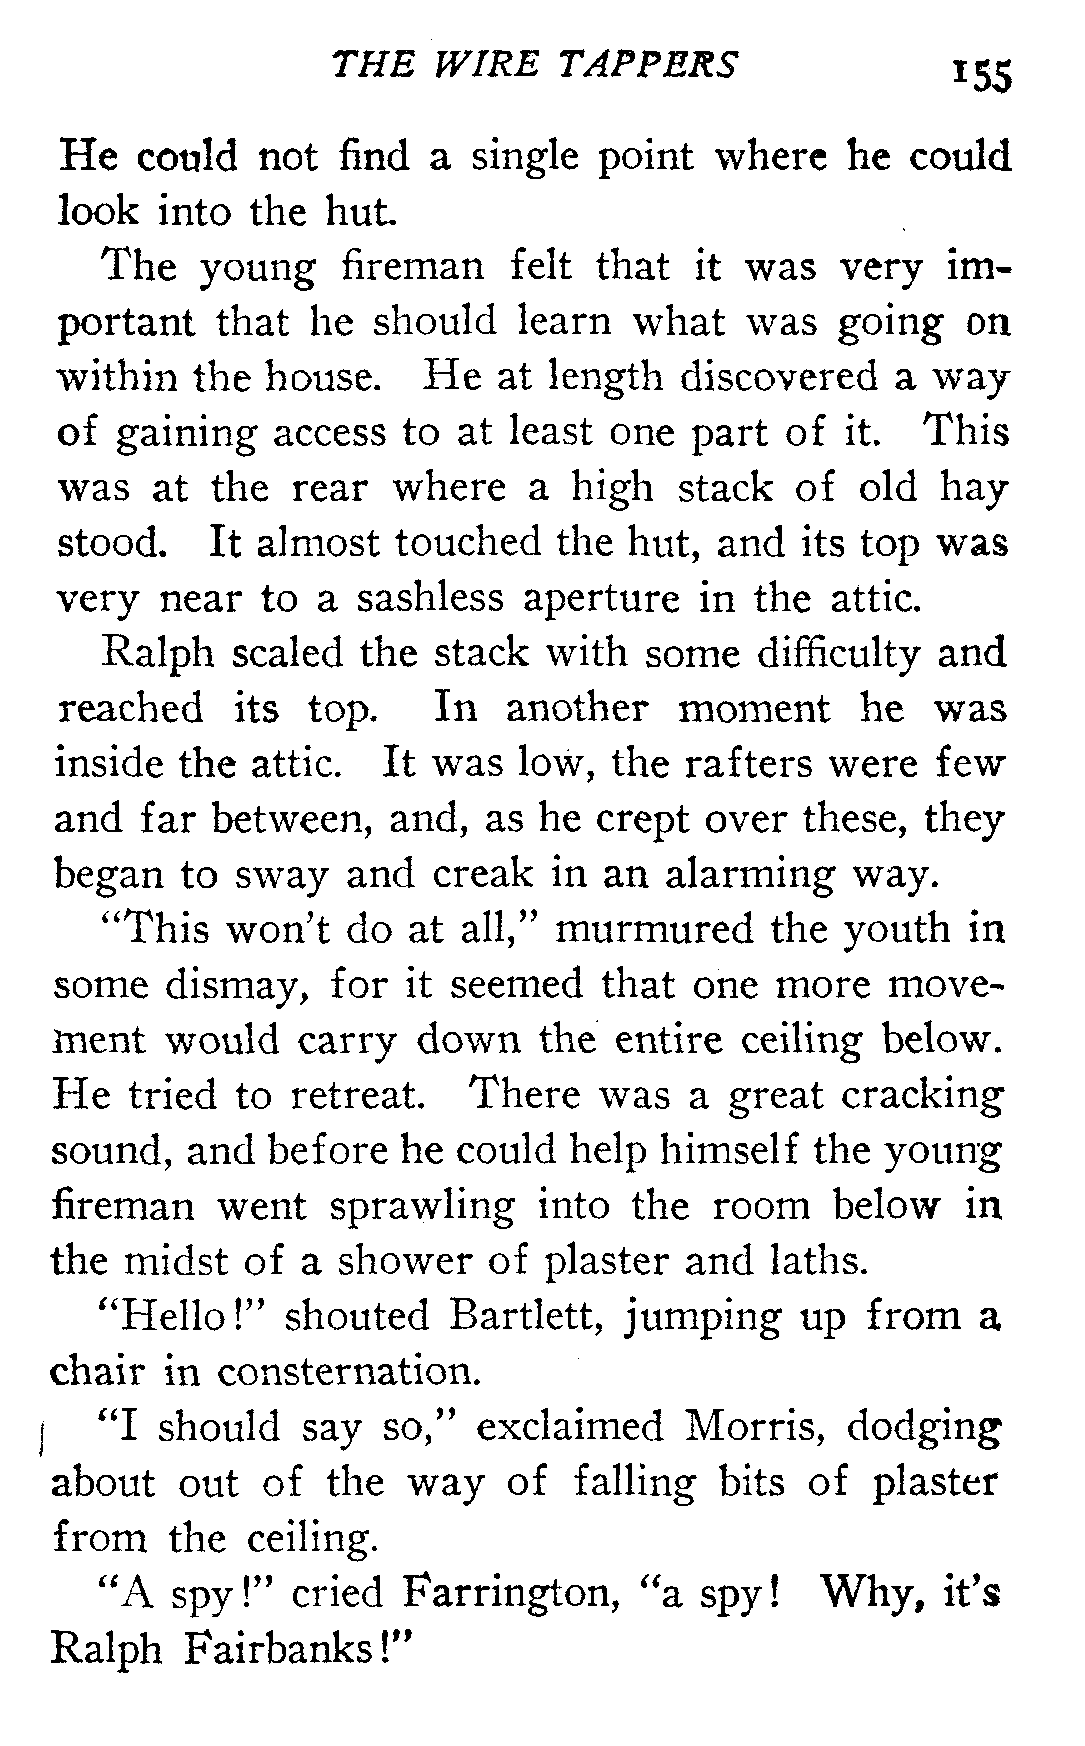 THE WIRE TAPPERS 155
He could not find a single point where he could
look into the hut.
The young fireman felt that it was very im-
portant that he should learn what was going on
within the house. He at length discovered a way
of gaining access to at least one part of it. This
was at the rear where a high stack of old hay
stood. It almost touched the hut, and its top was
very near to a sashless aperture in the attic.
Ralph scaled the stack with some difficulty and
reached its top. In another moment he was
inside the attic. It was low, the rafters were few
and far between, and, as he crept over these, they
began to sway and creak in an alarming way.
“This won't do at all,” murmured the youth in
some dismay, for it seemed that one more move-
ment would carry down the entire ceiling below.
He tried to retreat. There was a great cracking
sound, and before he could help himself the young
fireman went sprawling into the room below in
the midst of a shower of plaster and laths.
“Hello!” shouted Bartlett, jumping up from a
chair in consternation.
“I should say so,” exclaimed Morris, dodging
about out of the way of falling bits of plaster
from the ceiling.
“A spy!” cried Farrington, “a spy! Why, it's
Ralph Fairbanks!”